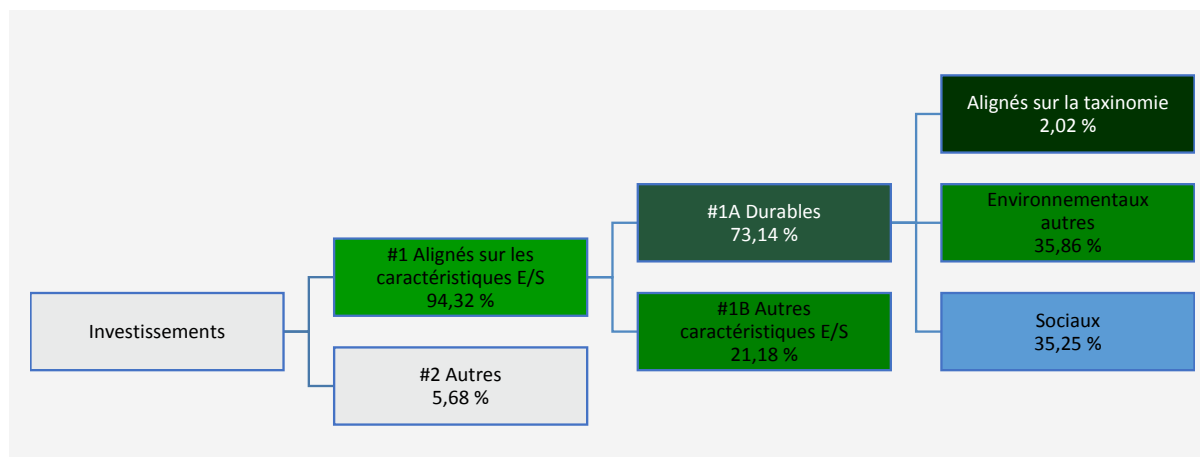 Investissements
#1 Alignés sur les
caractéristiques E/S
94,32 %
#2 Autres
5,68 %
#1A Durables
73,14 %
#1B Autres
caractéristiques E/S
21,18 %
Alignés sur la taxinomie
2,02 %
Environnementaux
autres
35,86 %
Sociaux
35,25 %